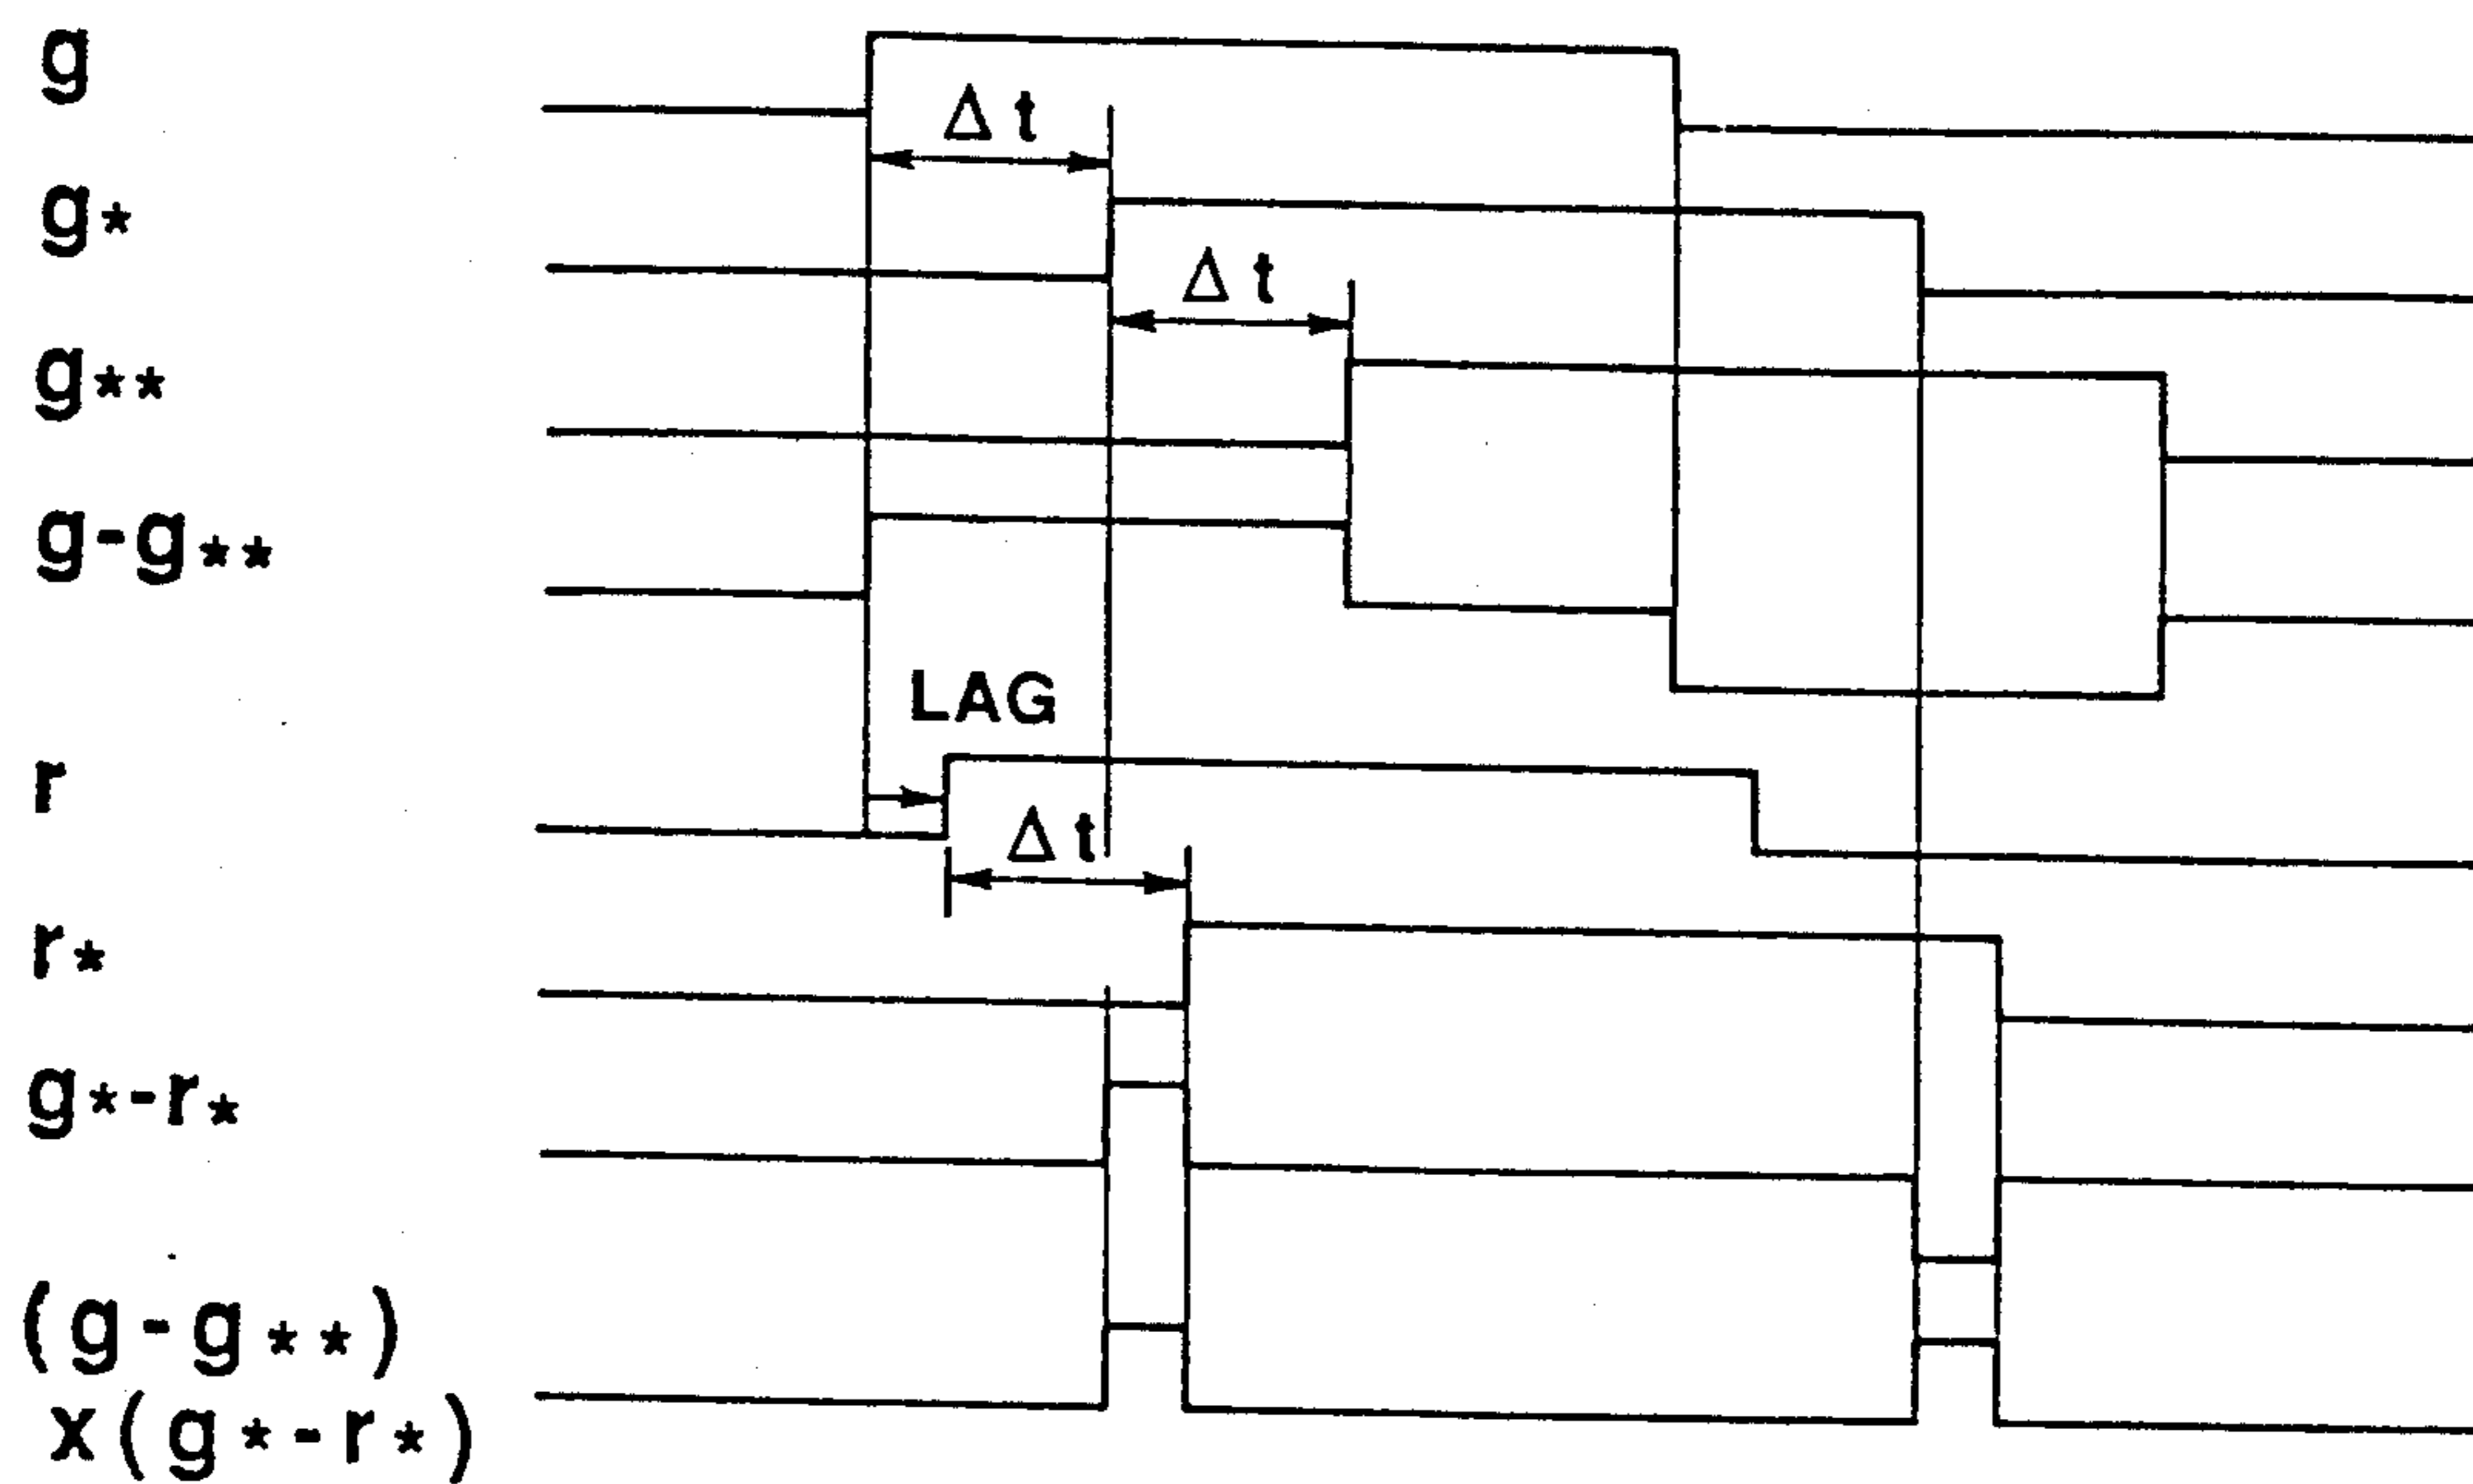 g
Δt
g*
Δt
g**
g-g**
LAG
r
Δt
r*
g*-r*
(g-g**)
x(g*-r*)